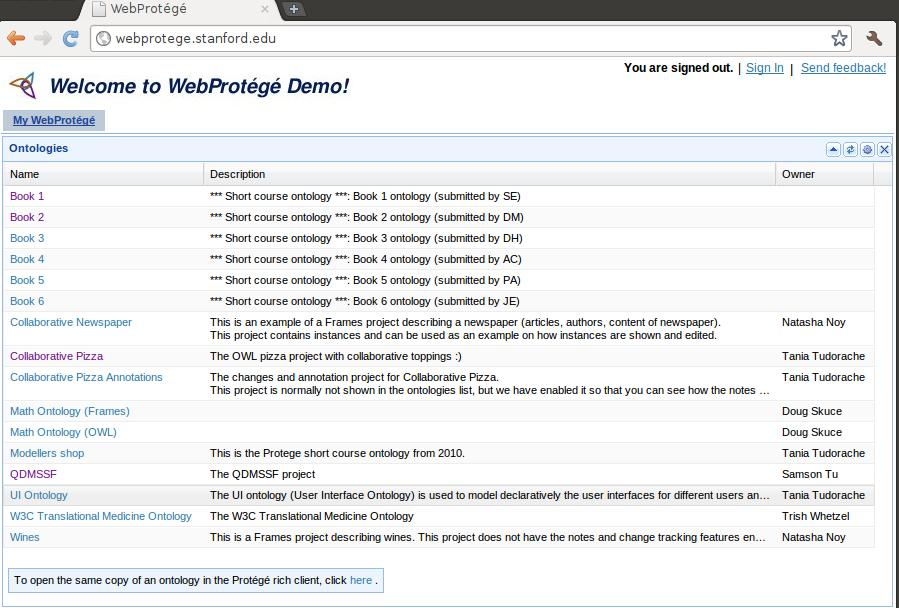 WebProtégé
webprotege.stanford.edu
You are signed out. | Sign In | Send feedback!
Welcome to WebProtégé Demo!
My WebProtégé
Ontologies
Name Description Owner
Book 1 *** Short course ontology ***: Book 1 ontology (submitted by SE)
Book 2 *** Short course ontology ***: Book 2 ontology (submitted by DM)
Book 3 *** Short course ontology ***: Book 3 ontology (submitted by DH)
Book 4 *** Short course ontology ***: Book 4 ontology (submitted by AC)
Book 5 *** Short course ontology ***: Book 5 ontology (submitted by PA)
Book 6 *** Short course ontology ***: Book 6 ontology (submitted by JE)
Collaborative Newspaper This is an example of a Frames project describing a newspaper (articles, authors, content of newspaper). Natasha Noy
This project contains instances and can be used as an example on how instances are shown and edited.
Collaborative Pizza The OWL pizza project with collaborative toppings :) Tania Tudorache
Collaborative Pizza Annotations The changes and annotation project for Collaborative Pizza. Tania Tudorache
This project is normally not shown in the ontologies list, but we have enabled it so that you can see how the notes ...
Math Ontology (Frames) Doug Skuce
Math Ontology (OWL) Doug Skuce
Modellers shop This is the Protege short course ontology from 2010. Tania Tudorache
QDMSSF The QDMSSF project Samson Tu
UI Ontology The UI ontology (User Interface Ontology) is used to model declaratively the user interfaces for different users an... Tania Tudorache
W3C Translational Medicine Ontology The W3C Translational Medicine Ontology Trish Whetzel
Wines This is a Frames project describing wines. This project does not have the notes and change tracking features en... Natasha Noy
To open the same copy of an ontology in the Protégé rich client, click here .